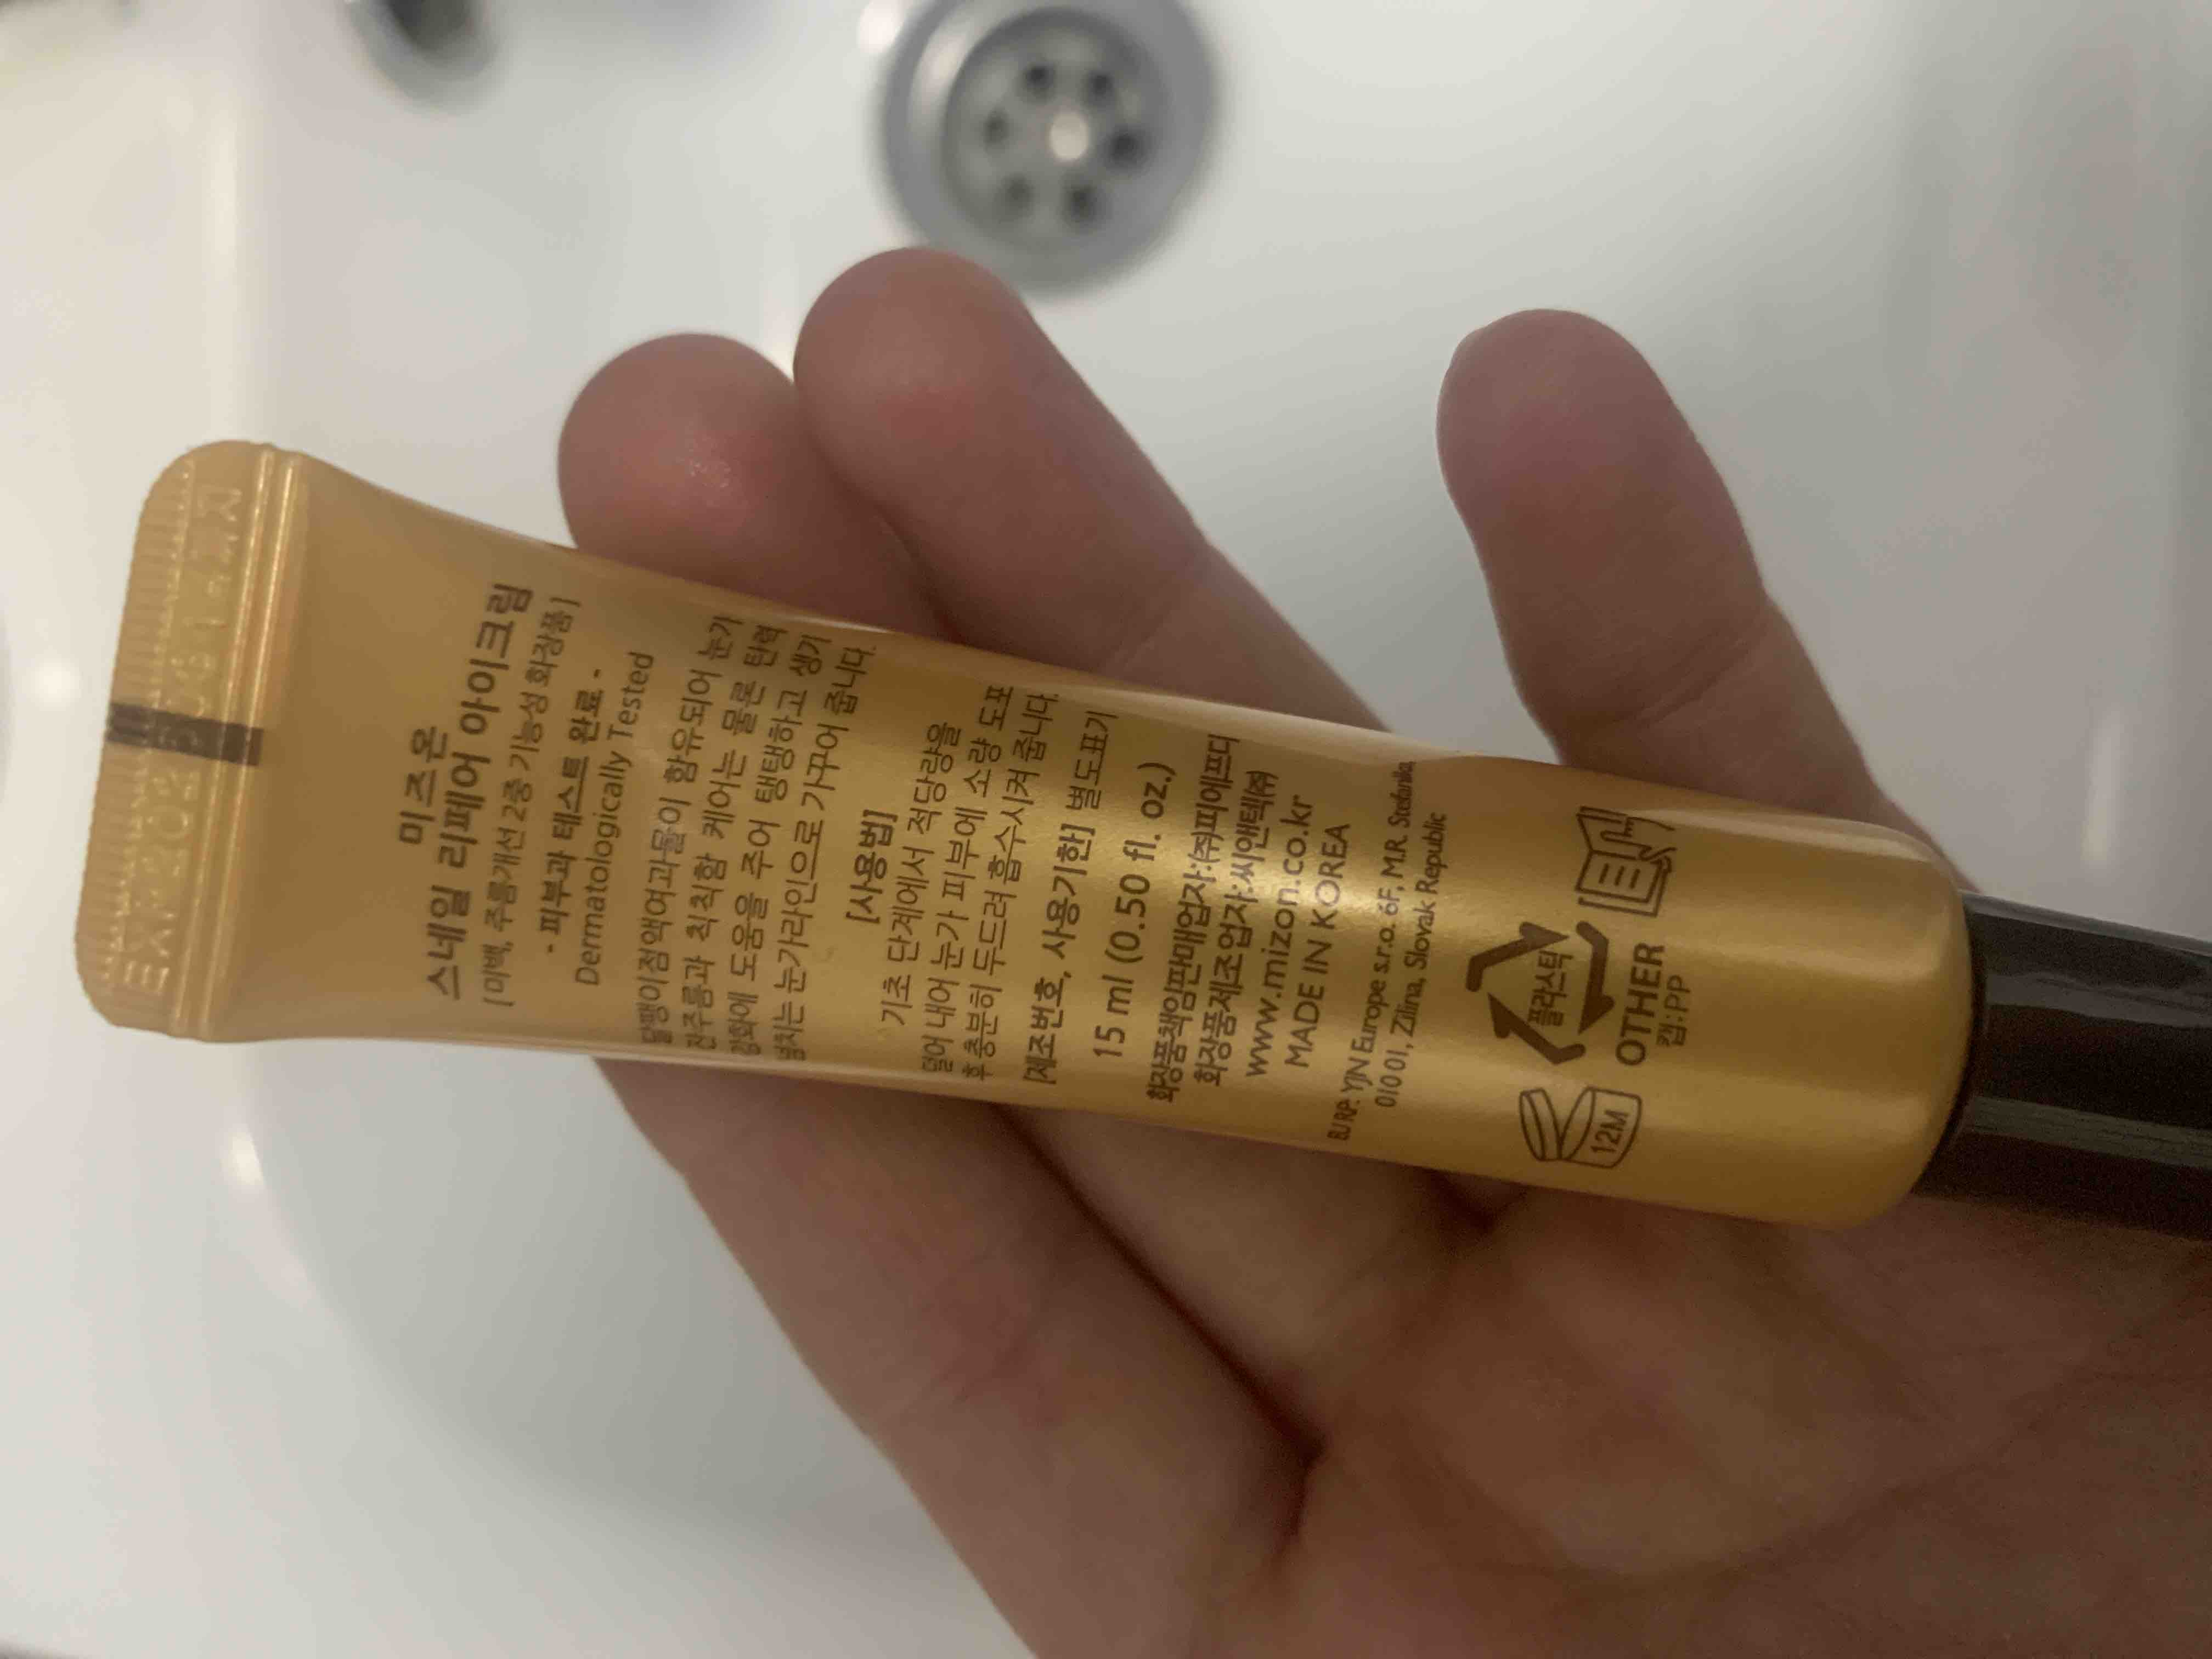 미즈온
스네일 리페어 아이크림
[미백, 주름개선 2중 기능성 화장품]
- 피부과 테스트 완료 -
Dermatologically Tested
달팽이점액여과물이 함유되어 눈가
잔주름과 칙칙함 케어는 물론 탄력
강화에 도움을 주어 탱탱하고 생기
넘치는 눈가라인으로 가꾸어 줍니다.
[사용법]
기초 단계에서 적당량을
덜어 내어 눈가 피부에 소량 도포
후 충분히 두드려 흡수시켜 줍니다.
[제조번호, 사용기한] 별도표기
15 ml (0.50 fl. oz.)
화장품책임판매업자:(주)피에프디
화장품제조업자:씨앤텍(주)
www.mizon.co.kr
MADE IN KOREA
EU RP: YJN Europe s.r.o. 6F, M.R. Stefanika,
01001, Zilina, Slovak Republic
12M
플라스틱
OTHER
캡:PP